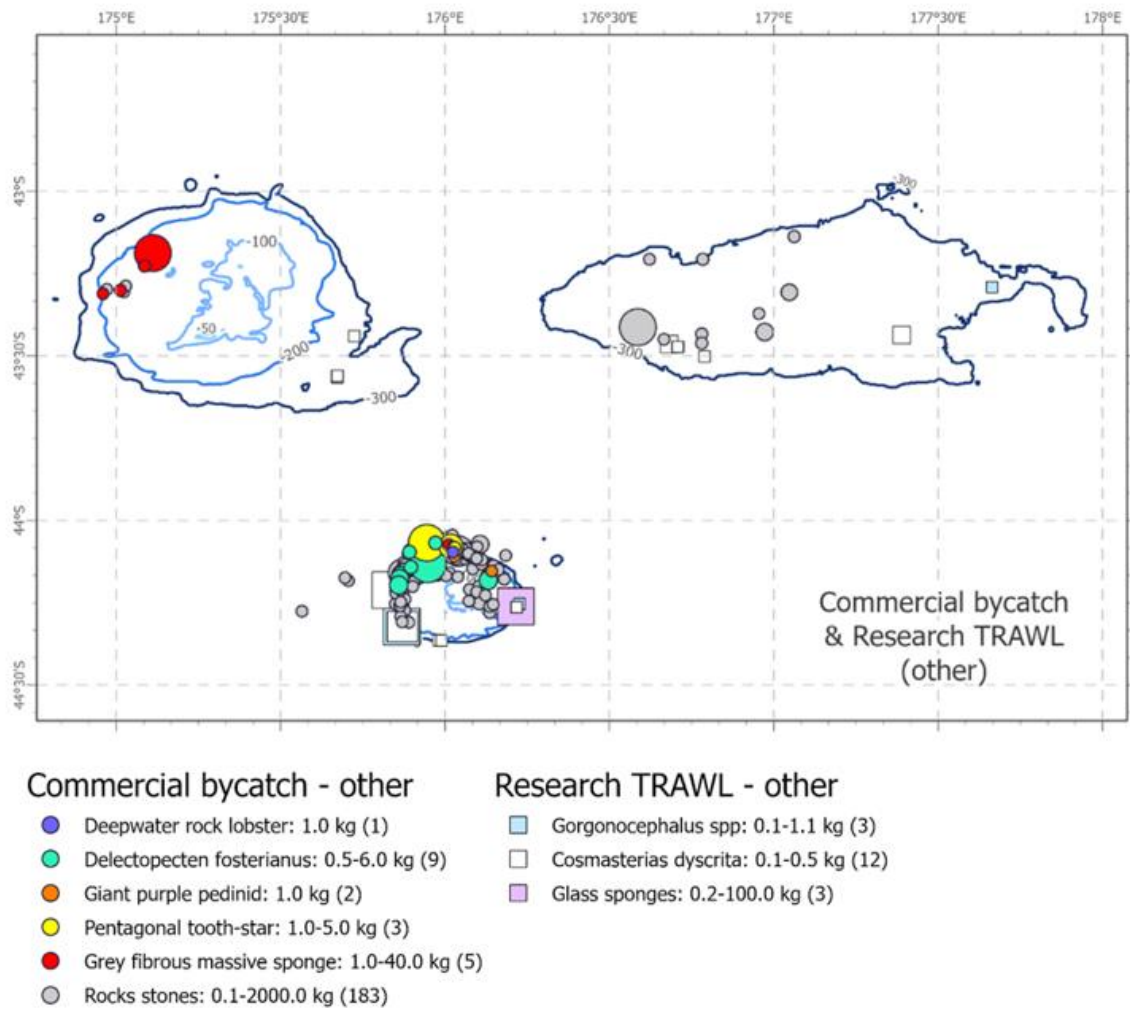 175°E 175°30'E 176°E 176°30'E 177°E 177°30'E 178°E
43°S
-300
-100
-50
-200
43°30'S
-300
-300
44°S
Commercial bycatch
& Research TRAWL
(other)
44°30'S
Commercial bycatch - other
Deepwater rock lobster: 1.0 kg (1)
Delectopecten fosterianus: 0.5-6.0 kg (9)
Giant purple pedinid: 1.0 kg (2)
Pentagonal tooth-star: 1.0-5.0 kg (3)
Grey fibrous massive sponge: 1.0-40.0 kg (5)
Rocks stones: 0.1-2000.0 kg (183)
Research TRAWL - other
Gorgonocephalus spp: 0.1-1.1 kg (3)
Cosmasterias dyscrita: 0.1-0.5 kg (12)
Glass sponges: 0.2-100.0 kg (3)